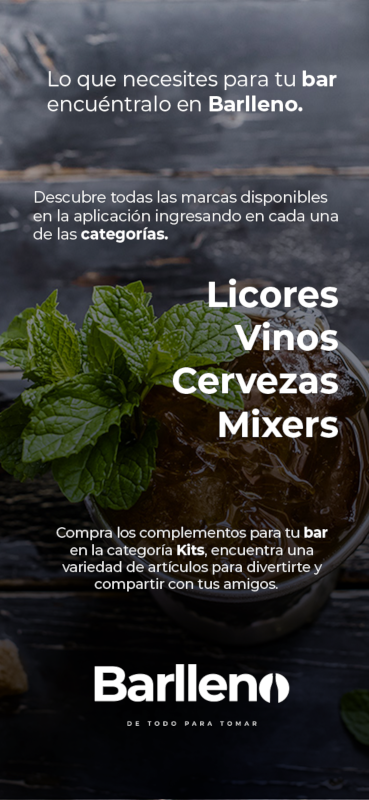 Lo que necesites para tu bar
encuéntralo en Barlleno.
Descubre todas las marcas disponibles
en la aplicación ingresando en cada una
de las categorías.
Licores
Vinos
Cervezas
Mixers
Compra los complementos para tu bar
en la categoría Kits, encuentra una
variedad de artículos para divertirte y
compartir con tus amigos.
Barlleno
DE TODO PARA TOMAR